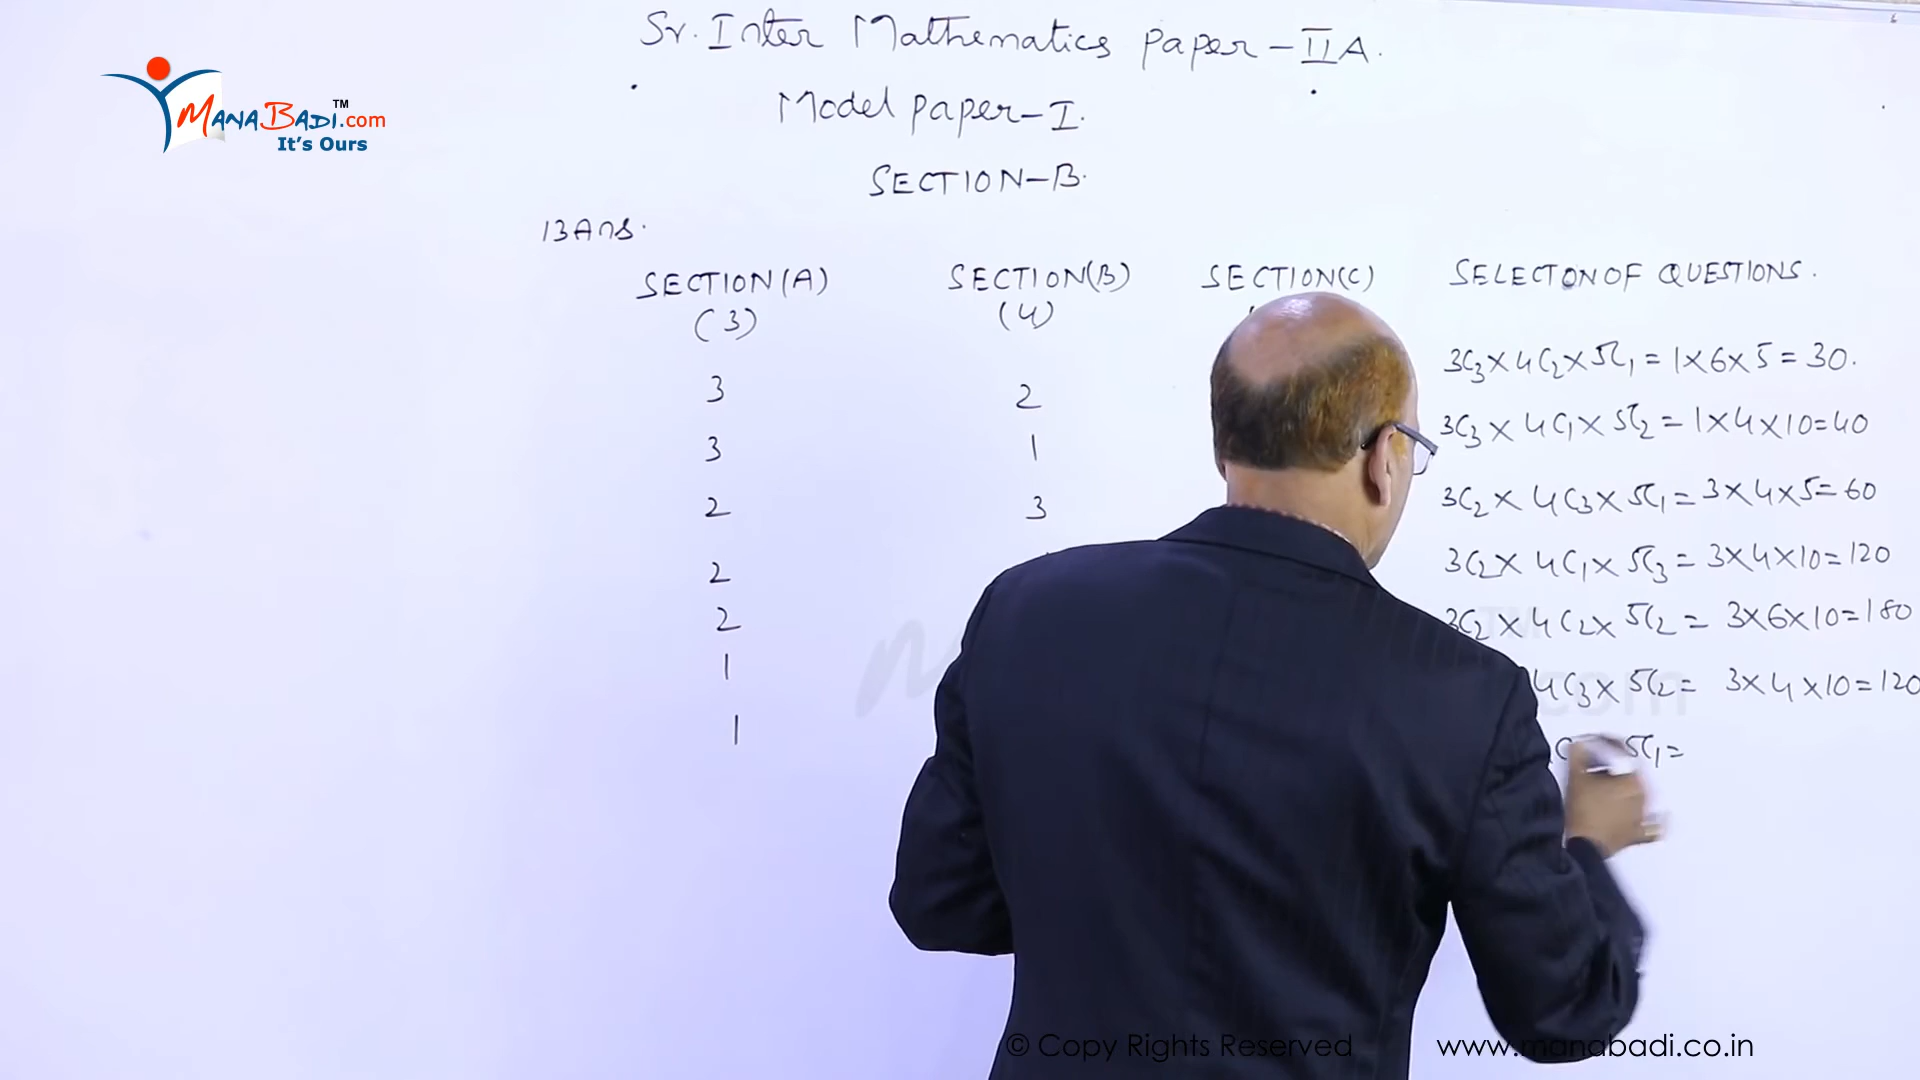 Sr. Inter Mathematics paper - II A.
MANABADI.com TM
It's Ours
Model paper - I.
SECTION - B.
13 Ans.
SECTION (A) SECTION (B) SECTION (C) SELECTON OF QUESTIONS.
(3) (4)
3 2 3C₃ × 4C₂ × 5C₁ = 1 × 6 × 5 = 30.
3 1 3C₃ × 4C₁ × 5C₂ = 1 × 4 × 10 = 40
2 3 3C₂ × 4C₃ × 5C₁ = 3 × 4 × 5 = 60
2 3C₂ × 4C₁ × 5C₃ = 3 × 4 × 10 = 120
2 3C₂ × 4C₂ × 5C₂ = 3 × 6 × 10 = 180
1 4C₃ × 5C₂ = 3 × 4 × 10 = 120
1 5C₁ =
© Copy Rights Reserved www.manabadi.co.in